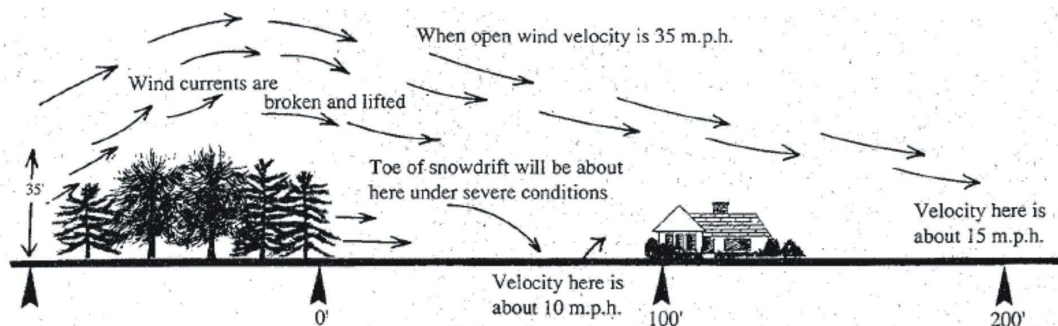 When open wind velocity is 35 m.p.h.
Wind currents are
broken and lifted
35'
Toe of snowdrift will be about
here under severe conditions
Velocity here is
about 15 m.p.h.
Velocity here is
about 10 m.p.h.
0'
100'
200'